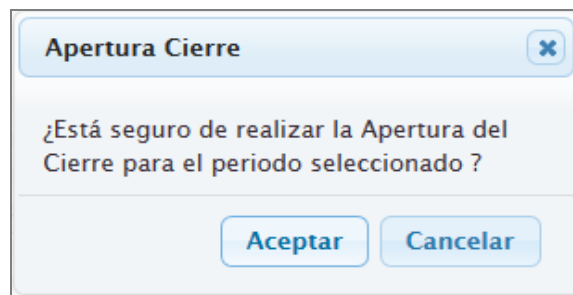 Apertura Cierre
¿Está seguro de realizar la Apertura del
Cierre para el periodo seleccionado ?
Aceptar
Cancelar